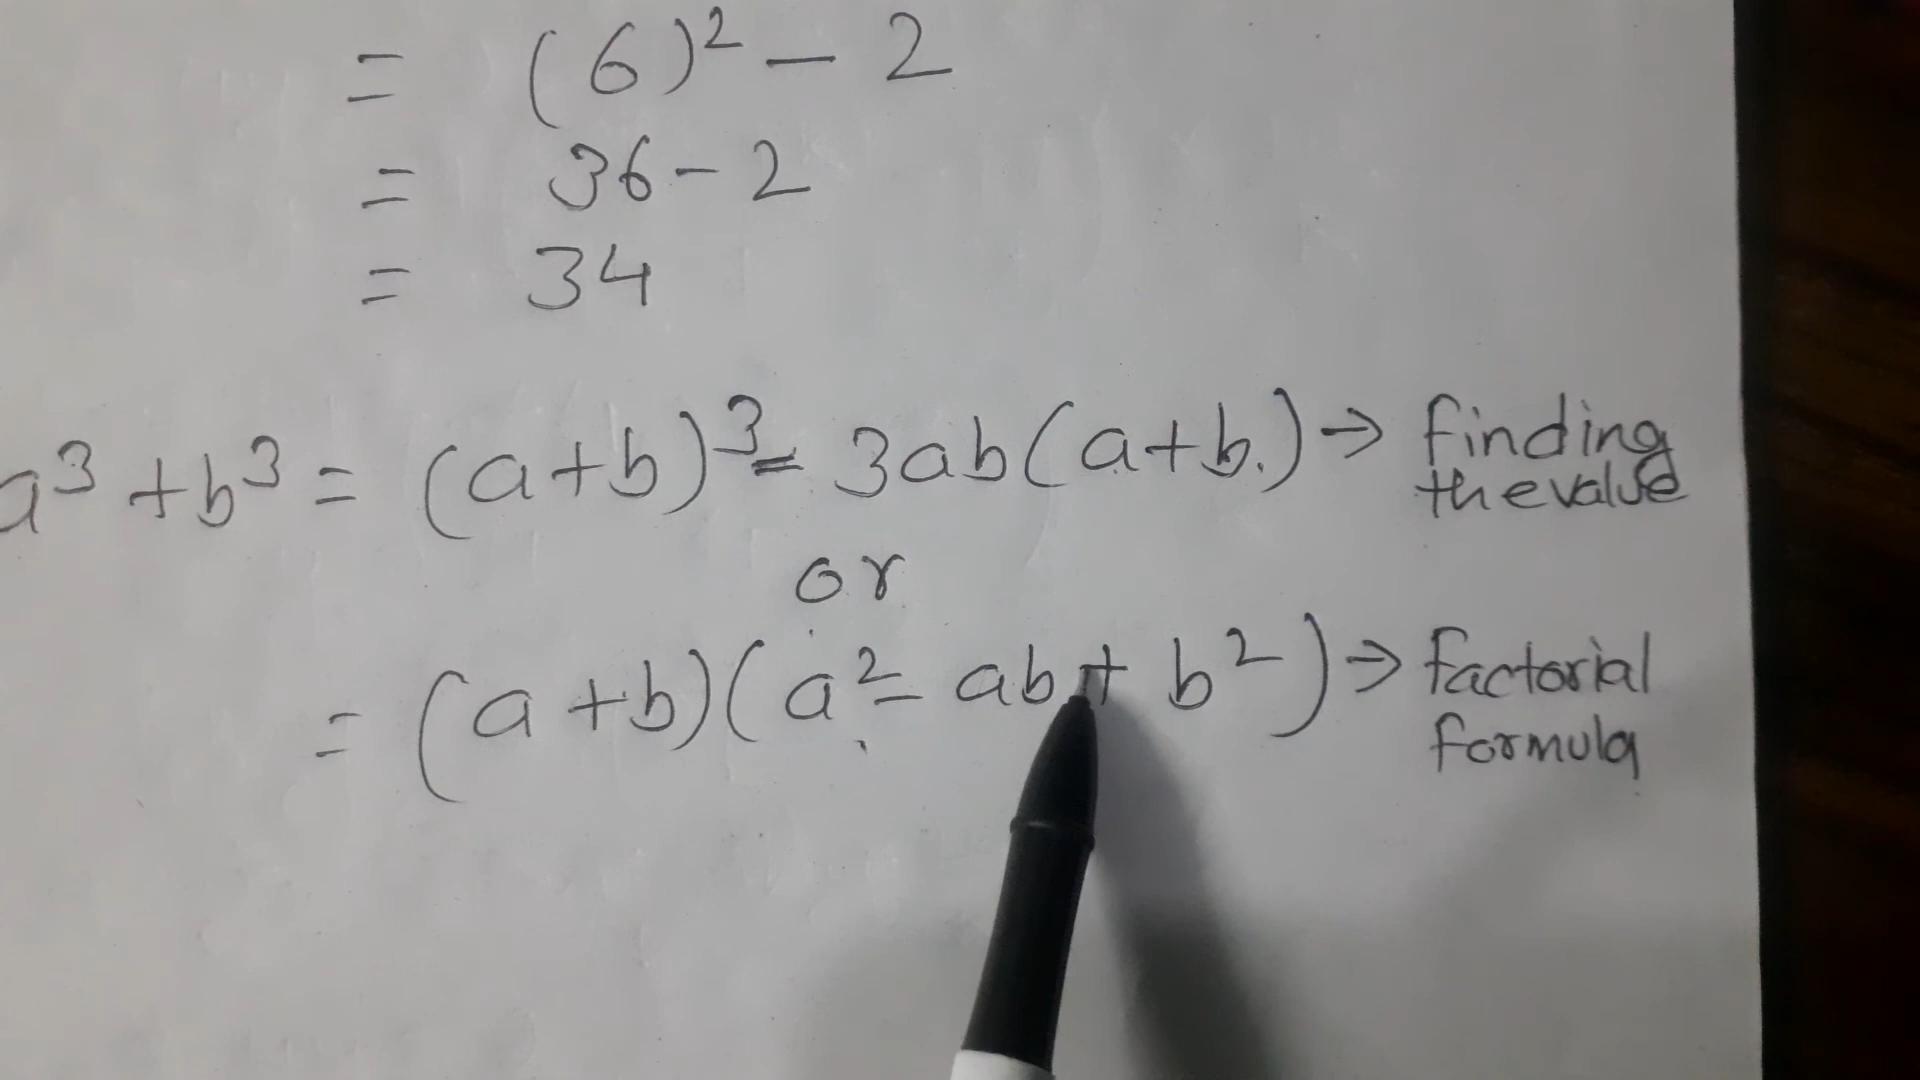 = (6)² - 2
= 36 - 2
= 34
a³ + b³ = (a+b)³ - 3ab(a+b) → finding the value
or
= (a+b)(a² - ab + b²) → factorial formula